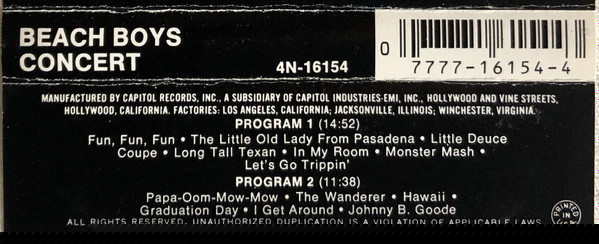 BEACH BOYS
CONCERT
4N-16154
0 7777-16154-4
MANUFACTURED BY CAPITOL RECORDS, INC., A SUBSIDIARY OF CAPITOL INDUSTRIES-EMI, INC., HOLLYWOOD AND VINE STREETS,
HOLLYWOOD, CALIFORNIA. FACTORIES: LOS ANGELES, CALIFORNIA; JACKSONVILLE, ILLINOIS; WINCHESTER, VIRGINIA.
PROGRAM 1 (14:52)
Fun, Fun, Fun • The Little Old Lady From Pasadena • Little Deuce
Coupe • Long Tall Texan • In My Room • Monster Mash •
Let's Go Trippin'
PROGRAM 2 (11:38)
Papa-Oom-Mow-Mow • The Wanderer • Hawaii •
Graduation Day • I Get Around • Johnny B. Goode
ALL RIGHTS RESERVED. UNAUTHORIZED DUPLICATION IS A VIOLATION OF APPLICABLE LAWS.
PRINTED
IN